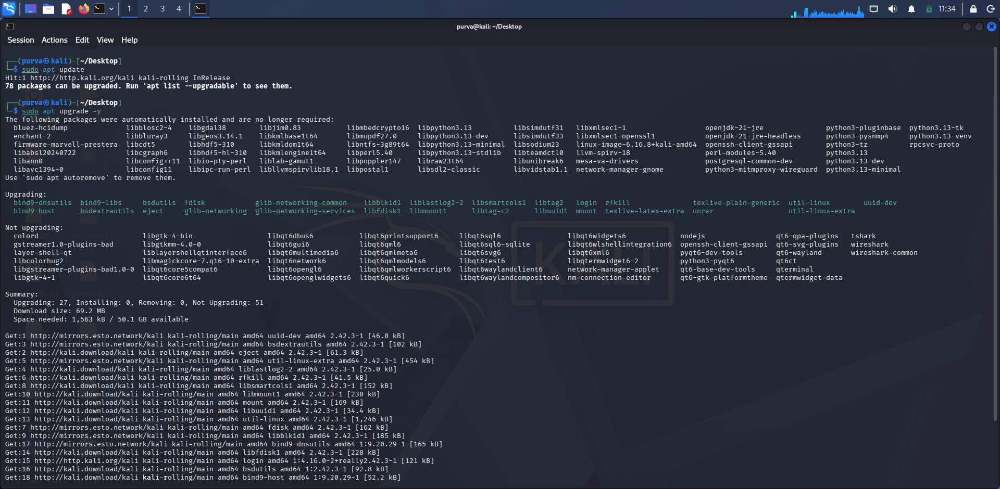 1 2 3 4
11:34
purva@kali: ~/Desktop
Session Actions Edit View Help
┌──(purva㉿kali)-[~/Desktop]
└─$ sudo apt update
Hit:1 http://http.kali.org/kali kali-rolling InRelease
78 packages can be upgraded. Run 'apt list --upgradable' to see them.
┌──(purva㉿kali)-[~/Desktop]
└─$ sudo apt upgrade -y
The following packages were automatically installed and are no longer required:
bluez-hcidump libblosc2-4 libgdal38 libjim0.83 libmbedcrypto16 libpython3.13 libsimdutf31 libxmlsec1-1 openjdk-21-jre python3-pluginbase python3.13-tk
enchant-2 libbluray3 libgeos3.14.1 libkmlbase1t64 libmupdf27.0 libpython3.13-dev libsimdutf33 libxmlsec1-openssl1 openjdk-21-jre-headless python3-pysnmp4 python3.13-venv
firmware-marvell-prestera libcdt5 libhdf5-310 libkmldom1t64 libntfs-3g89t64 libpython3.13-minimal libsodium23 linux-image-6.16.8+kali-amd64 openssh-client-gssapi python3-tz rpcsvc-proto
libabsl20240722 libcgraph6 libhdf5-hl-310 libkmlengine1t64 libperl5.40 libpython3.13-stdlib libteamdctl0 llvm-spirv-18 perl-modules-5.40 python3.13
libann0 libconfig++11 libio-pty-perl liblab-gamut1 libpoppler147 libraw23t64 libunibreak6 mesa-va-drivers postgresql-common-dev python3.13-dev
libavc1394-0 libconfig11 libipc-run-perl libllvmspirvlib18.1 libpostal1 libsdl2-classic libvidstab1.1 network-manager-gnome python3-mitmproxy-wireguard python3.13-minimal
Use 'sudo apt autoremove' to remove them.
Upgrading:
bind9-dnsutils bind9-libs bsdutils fdisk glib-networking-common libblkid1 liblastlog2-2 libsmartcols1 libtag2 login rfkill texlive-plain-generic util-linux uuid-dev
bind9-host bsdextrautils eject glib-networking glib-networking-services libfdisk1 libmount1 libtag-c2 libuuid1 mount texlive-latex-extra unrar util-linux-extra
Not upgrading:
colord libgtk-4-bin libqt6dbus6 libqt6printsupport6 libqt6sql6 libqt6widgets6 nodejs qt6-qpa-plugins tshark
gstreamer1.0-plugins-bad libgtkmm-4.0-0 libqt6gui6 libqt6qml6 libqt6sql6-sqlite libqt6wlshellintegration6 openssh-client-gssapi qt6-svg-plugins wireshark
layer-shell-qt liblayershellqtinterface6 libqt6multimedia6 libqt6qmlmeta6 libqt6svg6 libqt6xml6 pyqt6-dev-tools qt6-wayland wireshark-common
libcolorhug2 libmagickcore-7.q16-10-extra libqt6network6 libqt6qmlmodels6 libqt6test6 libqtermwidget6-2 python3-pyqt6 qt6ct
libgstreamer-plugins-bad1.0-0 libqt6core5compat6 libqt6opengl6 libqt6qmlworkerscript6 libqt6waylandclient6 network-manager-applet qt6-base-dev-tools qterminal
libgtk-4-1 libqt6core6t64 libqt6openglwidgets6 libqt6quick6 libqt6waylandcompositor6 nm-connection-editor qt6-gtk-platformtheme qtermwidget-data
KALI
Summary:
Upgrading: 27, Installing: 0, Removing: 0, Not Upgrading: 51
Download size: 69.2 MB
Space needed: 1,563 kB / 50.1 GB available
Get:1 http://mirrors.esto.network/kali kali-rolling/main amd64 uuid-dev amd64 2.42.3-1 [46.0 kB]
Get:3 http://mirrors.esto.network/kali kali-rolling/main amd64 bsdextrautils amd64 2.42.3-1 [102 kB]
Get:2 http://kali.download/kali kali-rolling/main amd64 eject amd64 2.42.3-1 [61.3 kB]
Get:5 http://mirrors.esto.network/kali kali-rolling/main amd64 util-linux-extra amd64 2.42.3-1 [454 kB]
Get:4 http://kali.download/kali kali-rolling/main amd64 liblastlog2-2 amd64 2.42.3-1 [25.0 kB]
Get:6 http://kali.download/kali kali-rolling/main amd64 rfkill amd64 2.42.3-1 [41.5 kB]
Get:8 http://kali.download/kali kali-rolling/main amd64 libsmartcols1 amd64 2.42.3-1 [152 kB]
Get:10 http://kali.download/kali kali-rolling/main amd64 libmount1 amd64 2.42.3-1 [230 kB]
Get:11 http://kali.download/kali kali-rolling/main amd64 mount amd64 2.42.3-1 [169 kB]
Get:12 http://kali.download/kali kali-rolling/main amd64 libuuid1 amd64 2.42.3-1 [34.4 kB]
Get:13 http://kali.download/kali kali-rolling/main amd64 util-linux amd64 2.42.3-1 [1,246 kB]
Get:7 http://mirrors.esto.network/kali kali-rolling/main amd64 fdisk amd64 2.42.3-1 [162 kB]
Get:9 http://mirrors.esto.network/kali kali-rolling/main amd64 libblkid1 amd64 2.42.3-1 [185 kB]
Get:17 http://mirrors.esto.network/kali kali-rolling/main amd64 bind9-dnsutils amd64 1:9.20.29-1 [165 kB]
Get:14 http://kali.download/kali kali-rolling/main amd64 libfdisk1 amd64 2.42.3-1 [228 kB]
Get:15 http://http.kali.org/kali kali-rolling/main amd64 login amd64 1:4.16.0-2+really2.42.3-1 [121 kB]
Get:16 http://kali.download/kali kali-rolling/main amd64 bsdutils amd64 1:2.42.3-1 [92.8 kB]
Get:18 http://kali.download/kali kali-rolling/main amd64 bind9-host amd64 1:9.20.29-1 [52.2 kB]